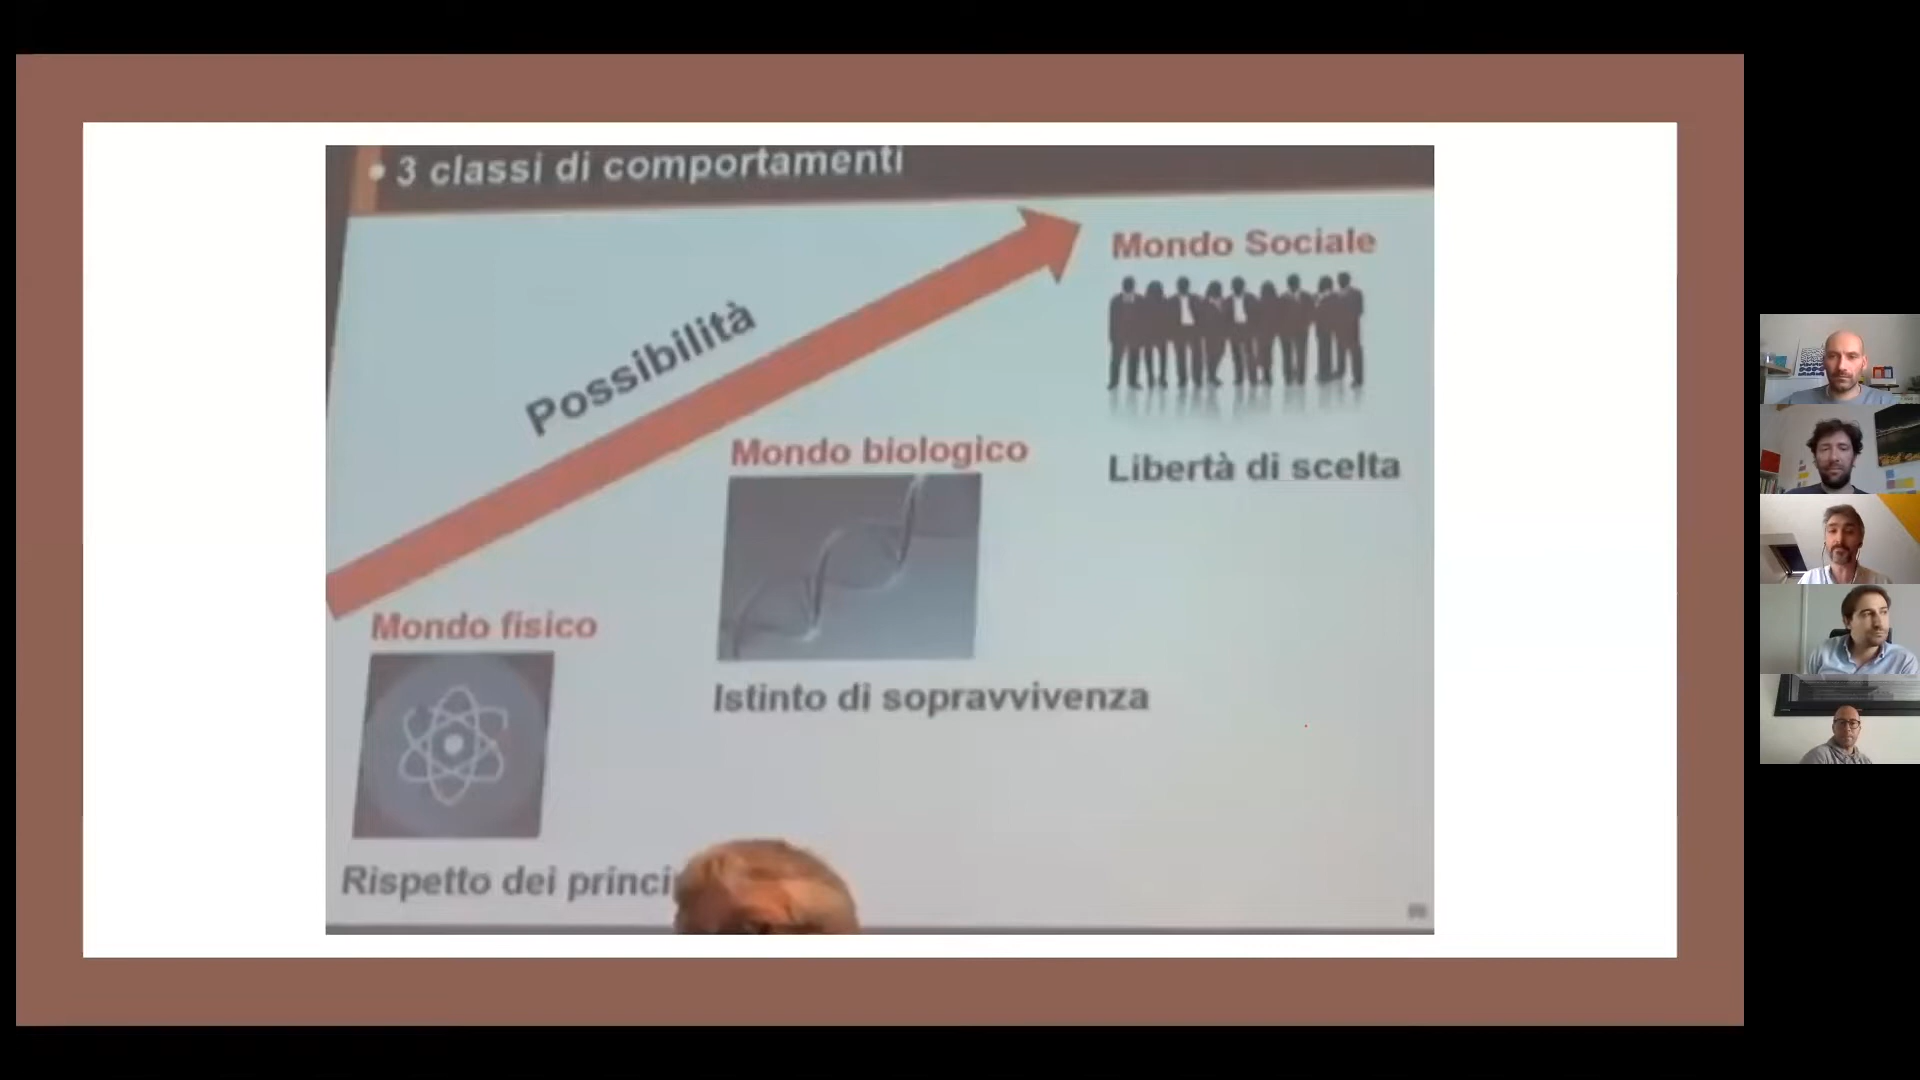 • 3 classi di comportamenti
Possibilità
Mondo Sociale
Libertà di scelta
Mondo biologico
Istinto di sopravvivenza
Mondo fisico
Rispetto dei princi